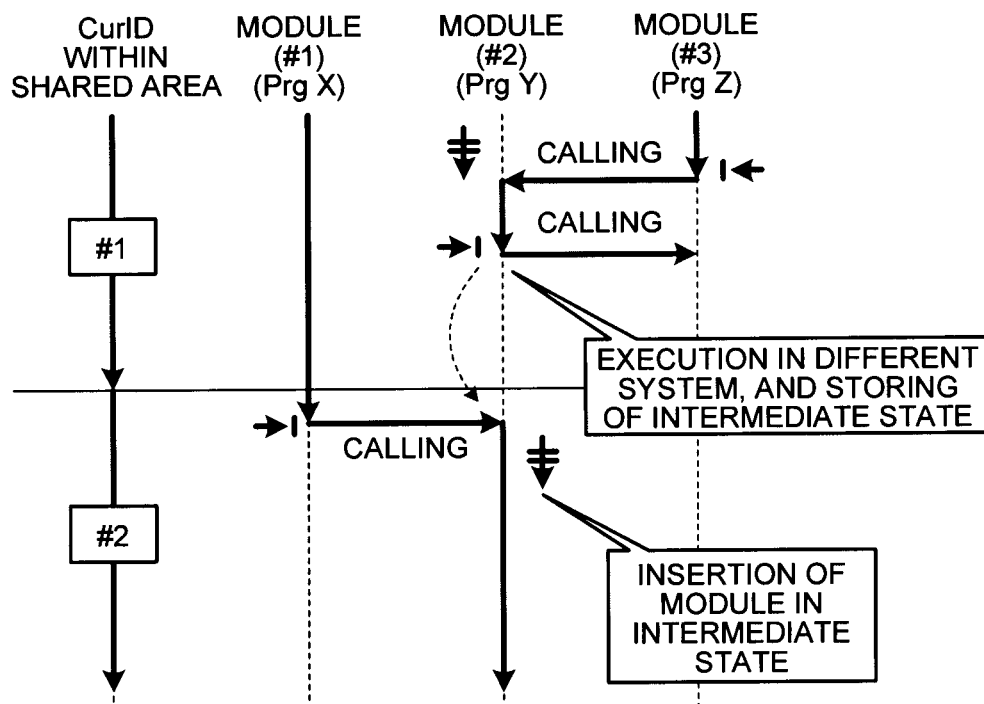 CurID
WITHIN
SHARED AREA
MODULE
(#1)
(Prg X)
MODULE
(#2)
(Prg Y)
MODULE
(#3)
(Prg Z)
CALLING
CALLING
#1
EXECUTION IN DIFFERENT
SYSTEM, AND STORING
OF INTERMEDIATE STATE
CALLING
#2
INSERTION OF
MODULE IN
INTERMEDIATE
STATE